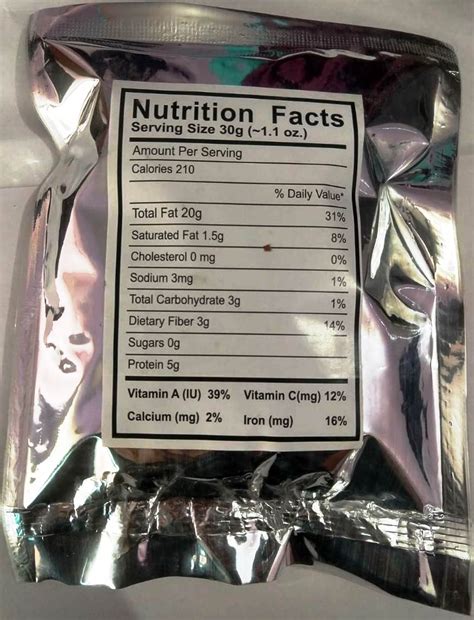 Nutrition Facts
Serving Size 30g (~1.1 oz.)
Amount Per Serving
Calories 210
% Daily Value*
Total Fat 20g 31%
Saturated Fat 1.5g 8%
Cholesterol 0 mg 0%
Sodium 3mg 1%
Total Carbohydrate 3g 1%
Dietary Fiber 3g 14%
Sugars 0g
Protein 5g
Vitamin A (IU) 39% Vitamin C(mg) 12%
Calcium (mg) 2% Iron (mg) 16%